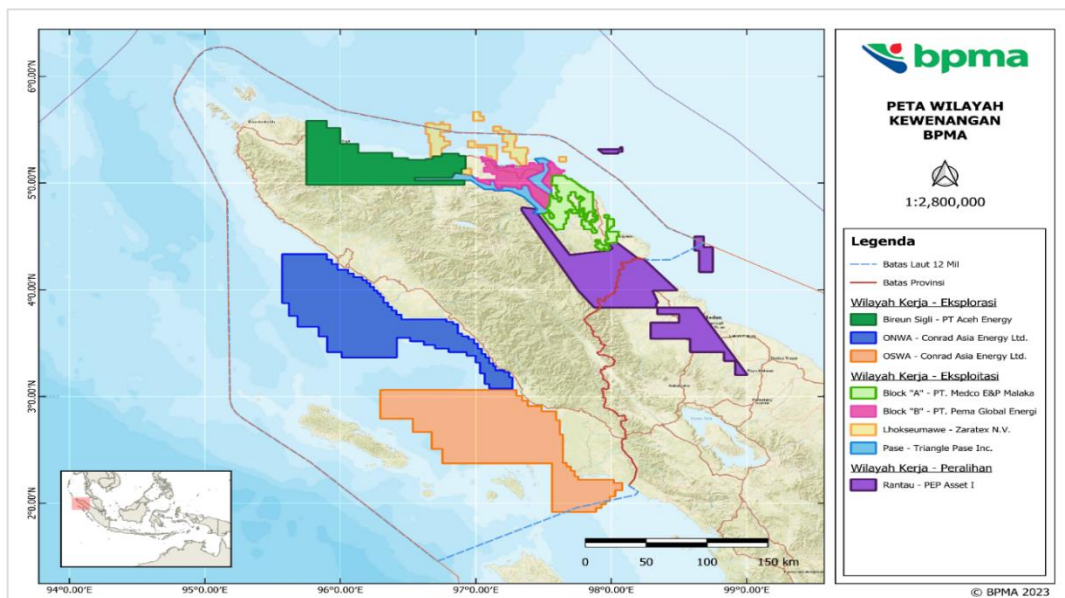 6°0.00'N
5°0.00'N
4°0.00'N
3°0.00'N
2°0.00'N
94°0.00'E
95°0.00'E
96°0.00'E
97°0.00'E
98°0.00'E
99°0.00'E
0 50 100 150 km
bpma
PETA WILAYAH
KEWENANGAN
BPMA
1:2,800,000
Legenda
Batas Laut 12 Mil
Batas Provinsi
Wilayah Kerja - Eksplorasi
Bireun Sigli - PT Aceh Energy
ONWA - Conrad Asia Energy Ltd.
OSWA - Conrad Asia Energy Ltd.
Wilayah Kerja - Eksploitasi
Block "A" - PT. Medco E&P Malaka
Block "B" - PT. Pema Global Energi
Lhokseumawe - Zaratex N.V.
Pase - Triangle Pase Inc.
Wilayah Kerja - Peralihan
Rantau - PEP Asset I
© BPMA 2023